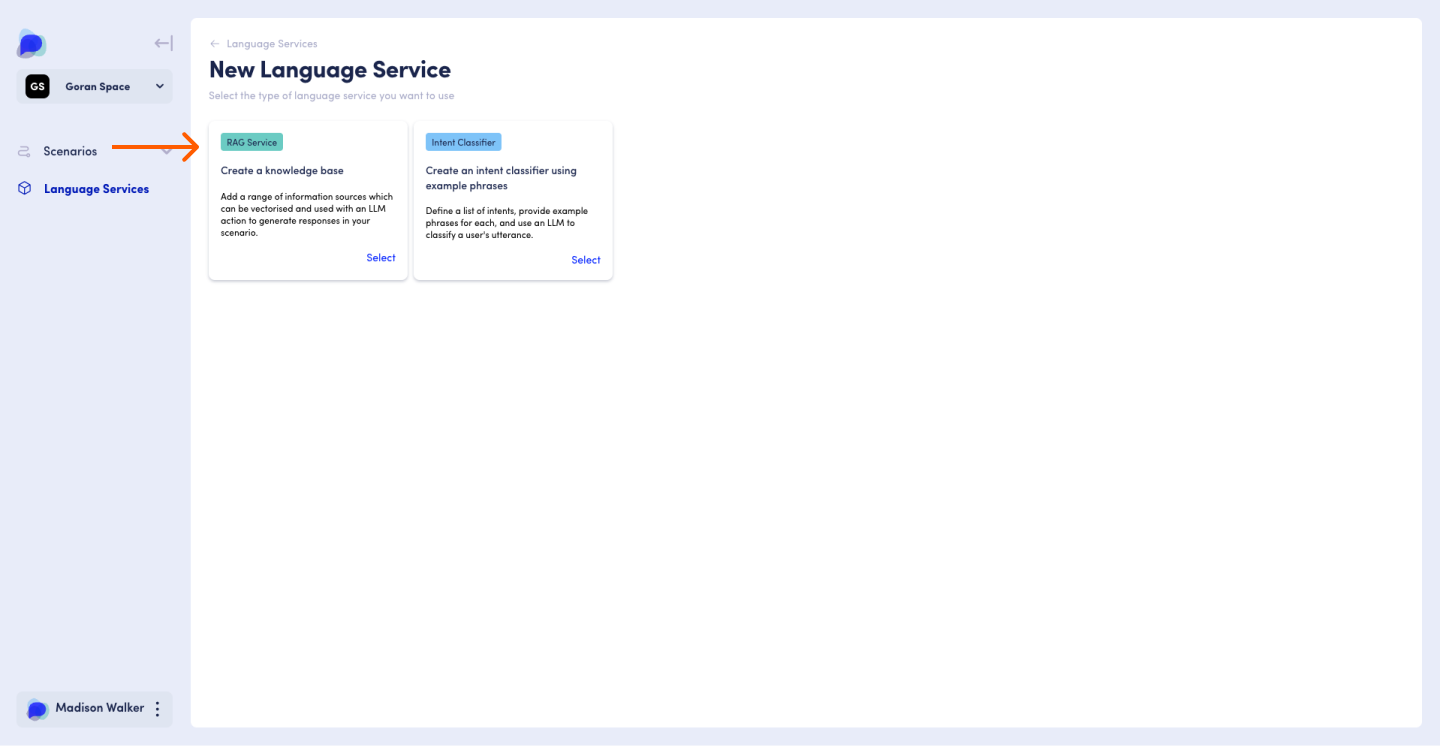 GS
Goran Space
Scenarios
Language Services
Madison Walker
Language Services
New Language Service
Select the type of language service you want to use
RAG Service
Create a knowledge base
Add a range of information sources which
can be vectorised and used with an LLM
action to generate responses in your
scenario.
Select
Intent Classifier
Create an intent classifier using
example phrases
Define a list of intents, provide example
phrases for each, and use an LLM to
classify a user's utterance.
Select